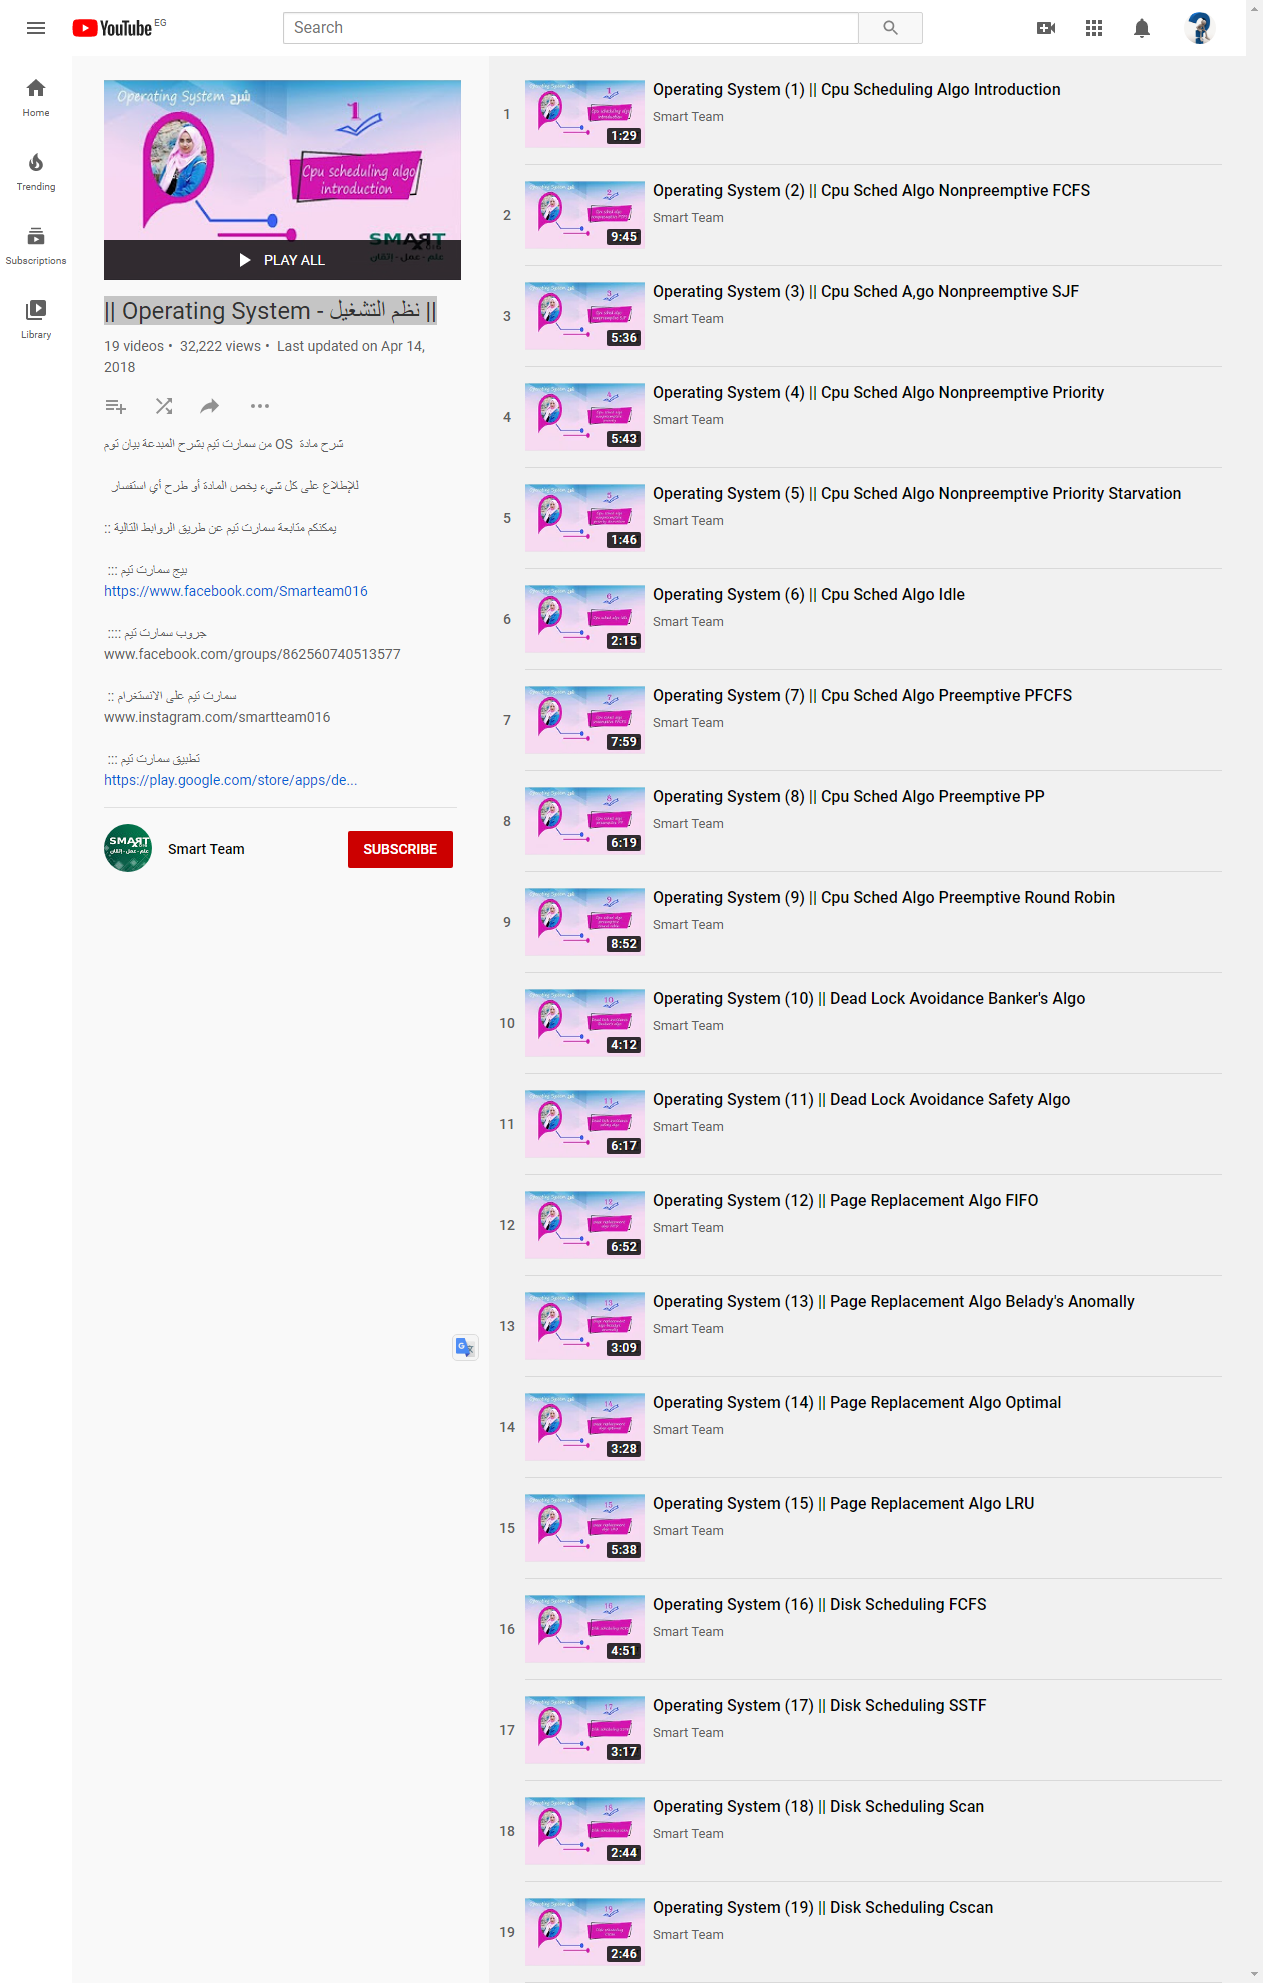 YouTube EG
Search
Home
Trending
Subscriptions
Library
Operating System شرح
1
Cpu scheduling algo
introduction
SMART
علم - عمل - إتقان
PLAY ALL
|| Operating System - نظم التشغيل ||
19 videos • 32,222 views • Last updated on Apr 14,
2018
شرح مادة OS من سمارت تيم بشرح المبدعة بيان توم
للإطلاع على كل شيء يخص المادة أو طرح أي استفسار
يمكنكم متابعة سمارت تيم عن طريق الروابط التالية ::
بيج سمارت تيم :::
https://www.facebook.com/Smarteam016
جروب سمارت تيم ::::
www.facebook.com/groups/862560740513577
سمارت تيم على الانستغرام ::
www.instagram.com/smartteam016
تطبيق سمارت تيم :::
https://play.google.com/store/apps/de...
Smart Team
SUBSCRIBE
1
1:29
Operating System (1) || Cpu Scheduling Algo Introduction
Smart Team
2
9:45
Operating System (2) || Cpu Sched Algo Nonpreemptive FCFS
Smart Team
3
5:36
Operating System (3) || Cpu Sched A,go Nonpreemptive SJF
Smart Team
4
5:43
Operating System (4) || Cpu Sched Algo Nonpreemptive Priority
Smart Team
5
1:46
Operating System (5) || Cpu Sched Algo Nonpreemptive Priority Starvation
Smart Team
6
2:15
Operating System (6) || Cpu Sched Algo Idle
Smart Team
7
7:59
Operating System (7) || Cpu Sched Algo Preemptive PFCFS
Smart Team
8
6:19
Operating System (8) || Cpu Sched Algo Preemptive PP
Smart Team
9
8:52
Operating System (9) || Cpu Sched Algo Preemptive Round Robin
Smart Team
10
4:12
Operating System (10) || Dead Lock Avoidance Banker's Algo
Smart Team
11
6:17
Operating System (11) || Dead Lock Avoidance Safety Algo
Smart Team
12
6:52
Operating System (12) || Page Replacement Algo FIFO
Smart Team
13
3:09
Operating System (13) || Page Replacement Algo Belady's Anomally
Smart Team
14
3:28
Operating System (14) || Page Replacement Algo Optimal
Smart Team
15
5:38
Operating System (15) || Page Replacement Algo LRU
Smart Team
16
4:51
Operating System (16) || Disk Scheduling FCFS
Smart Team
17
3:17
Operating System (17) || Disk Scheduling SSTF
Smart Team
18
2:44
Operating System (18) || Disk Scheduling Scan
Smart Team
19
2:46
Operating System (19) || Disk Scheduling Cscan
Smart Team